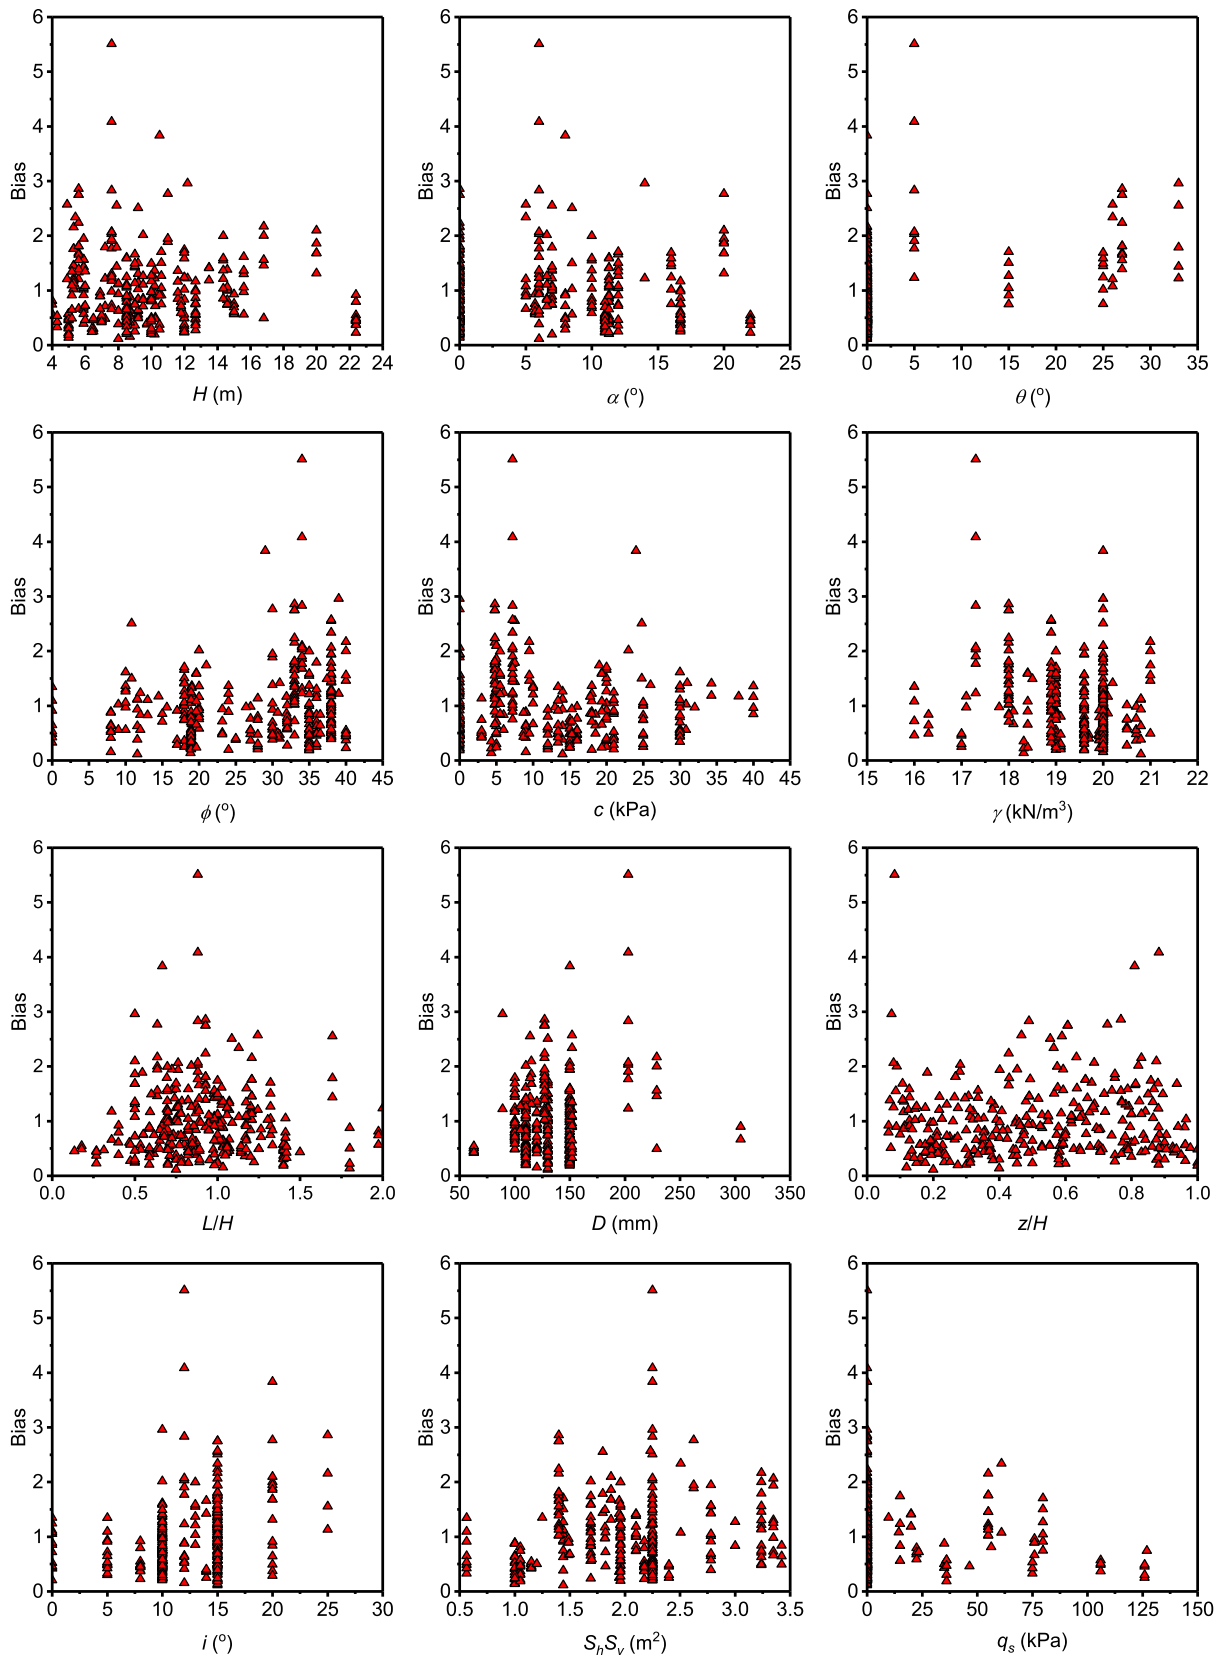 6 6 6
5 5 5
4 4 4
Bias 3 Bias 3 Bias 3
2 2 2
1 1 1
0 0 0
4 6 8 10 12 14 16 18 20 22 24 0 5 10 15 20 25 0 5 10 15 20 25 30 35
H (m) α (o) θ (o)
6 6 6
5 5 5
4 4 4
Bias 3 Bias 3 Bias 3
2 2 2
1 1 1
0 0 0
0 5 10 15 20 25 30 35 40 45 0 5 10 15 20 25 30 35 40 45 15 16 17 18 19 20 21 22
ϕ (o) c (kPa) γ (kN/m³)
6 6 6
5 5 5
4 4 4
Bias 3 Bias 3 Bias 3
2 2 2
1 1 1
0 0 0
0.0 0.5 1.0 1.5 2.0 50 100 150 200 250 300 350 0.0 0.2 0.4 0.6 0.8 1.0
L/H D (mm) z/H
6 6 6
5 5 5
4 4 4
Bias 3 Bias 3 Bias 3
2 2 2
1 1 1
0 0 0
0 5 10 15 20 25 30 0.5 1.0 1.5 2.0 2.5 3.0 3.5 0 25 50 75 100 125 150
i (o) ShSv (m²) qs (kPa)